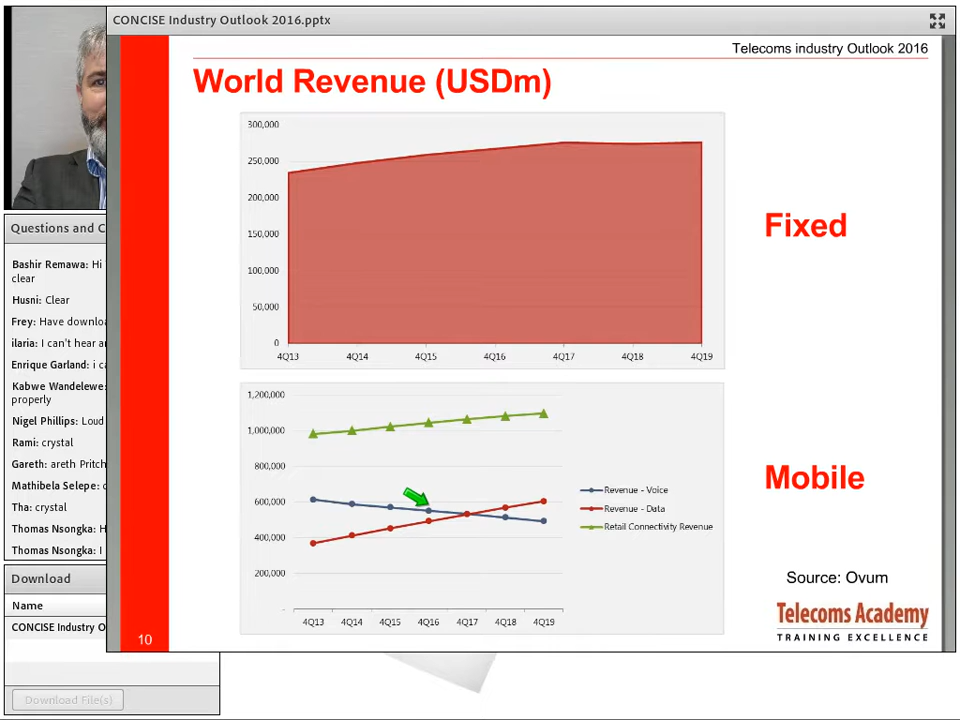 CONCISE Industry Outlook 2016.pptx
Telecoms industry Outlook 2016
World Revenue (USDm)
300,000
250,000
200,000
150,000
100,000
50,000
0
4Q13 4Q14 4Q15 4Q16 4Q17 4Q18 4Q19
Fixed
1,200,000
1,000,000
800,000
600,000
400,000
200,000
-
4Q13 4Q14 4Q15 4Q16 4Q17 4Q18 4Q19
Revenue - Voice
Revenue - Data
Retail Connectivity Revenue
Mobile
Source: Ovum
Telecoms Academy
TRAINING EXCELLENCE
10
Questions and C
Bashir Remawa: Hi
clear
Husni: Clear
Frey: Have downlo
ilaria: I can't hear
Enrique Garland: i
Kabwe Wandelewe:
properly
Nigel Phillips: Loud
Rami: crystal
Gareth: areth Pritch
Mathibela Selepe:
Tha: crystal
Thomas Nsongka: H
Thomas Nsongka: I
Download
Name
CONCISE Industry O
Download File(s)